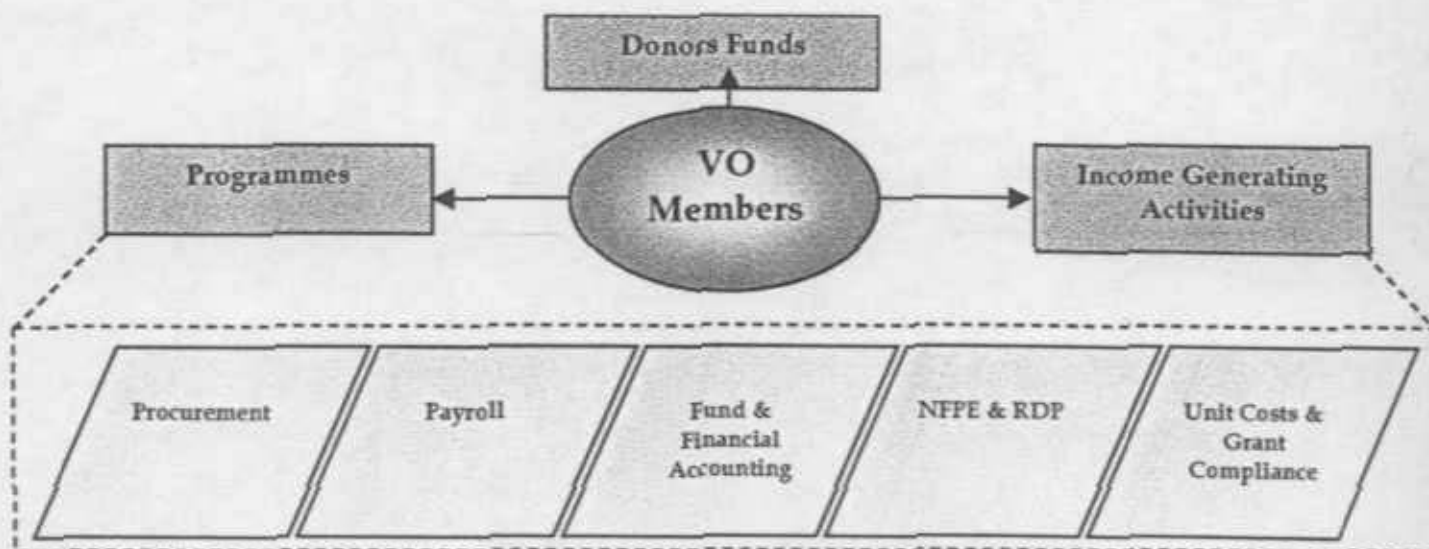 Donors Funds
Programmes
VO
Members
Income Generating
Activities
Procurement
Payroll
Fund &
Financial
Accounting
NFPE & RDP
Unit Costs &
Grant
Compliance